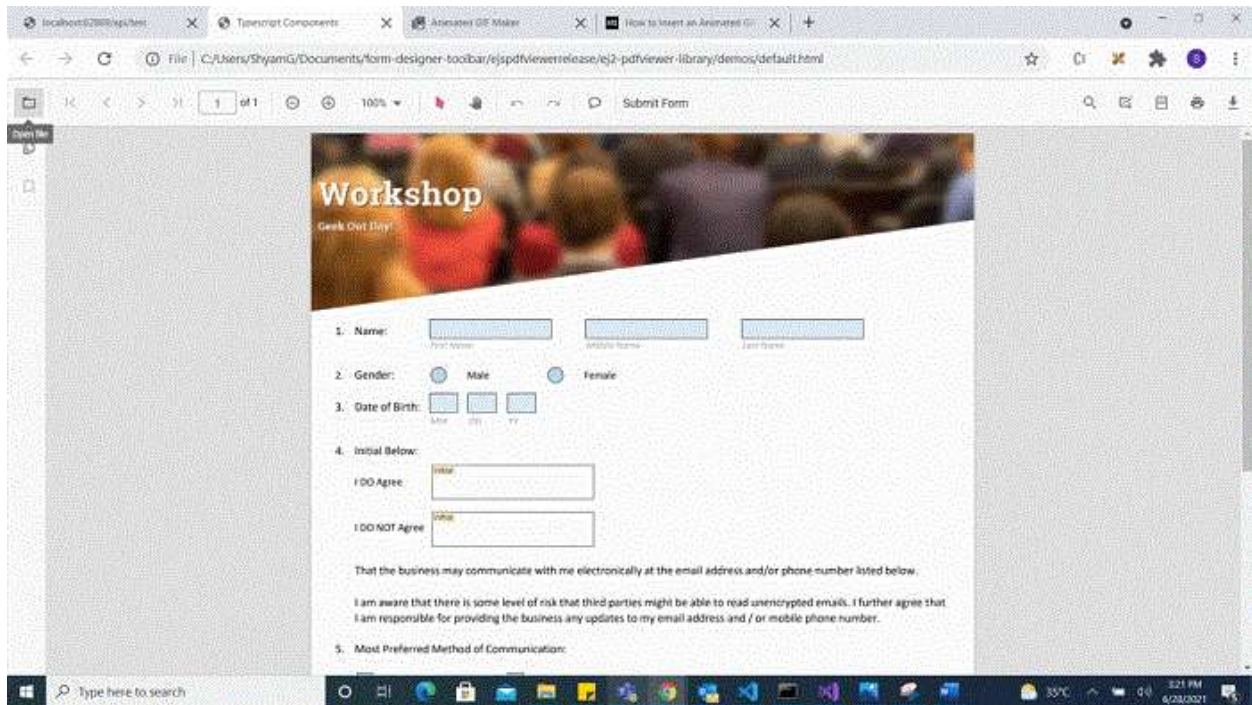 localhost:62800/api/test
Typescript Components
Animated GIF Maker
How to Insert an Animated Gi
File
C:/Users/ShyamG/Documents/form-designer-toolbar/ejspdfviewerrelease/ej2-pdfviewer-library/demos/default.html
S
1 of 1
100%
Submit Form
Open file
Workshop
Geek Out Day!
1. Name:
First Name Middle Name Last Name
2. Gender: Male Female
3. Date of Birth:
MM DD YY
4. Initial Below:
Initial
I DO Agree
Initial
I DO NOT Agree
That the business may communicate with me electronically at the email address and/or phone number listed below.
I am aware that there is some level of risk that third parties might be able to read unencrypted emails. I further agree that
I am responsible for providing the business any updates to my email address and / or mobile phone number.
5. Most Preferred Method of Communication:
Type here to search
35°C
3:21 PM
6/28/2021